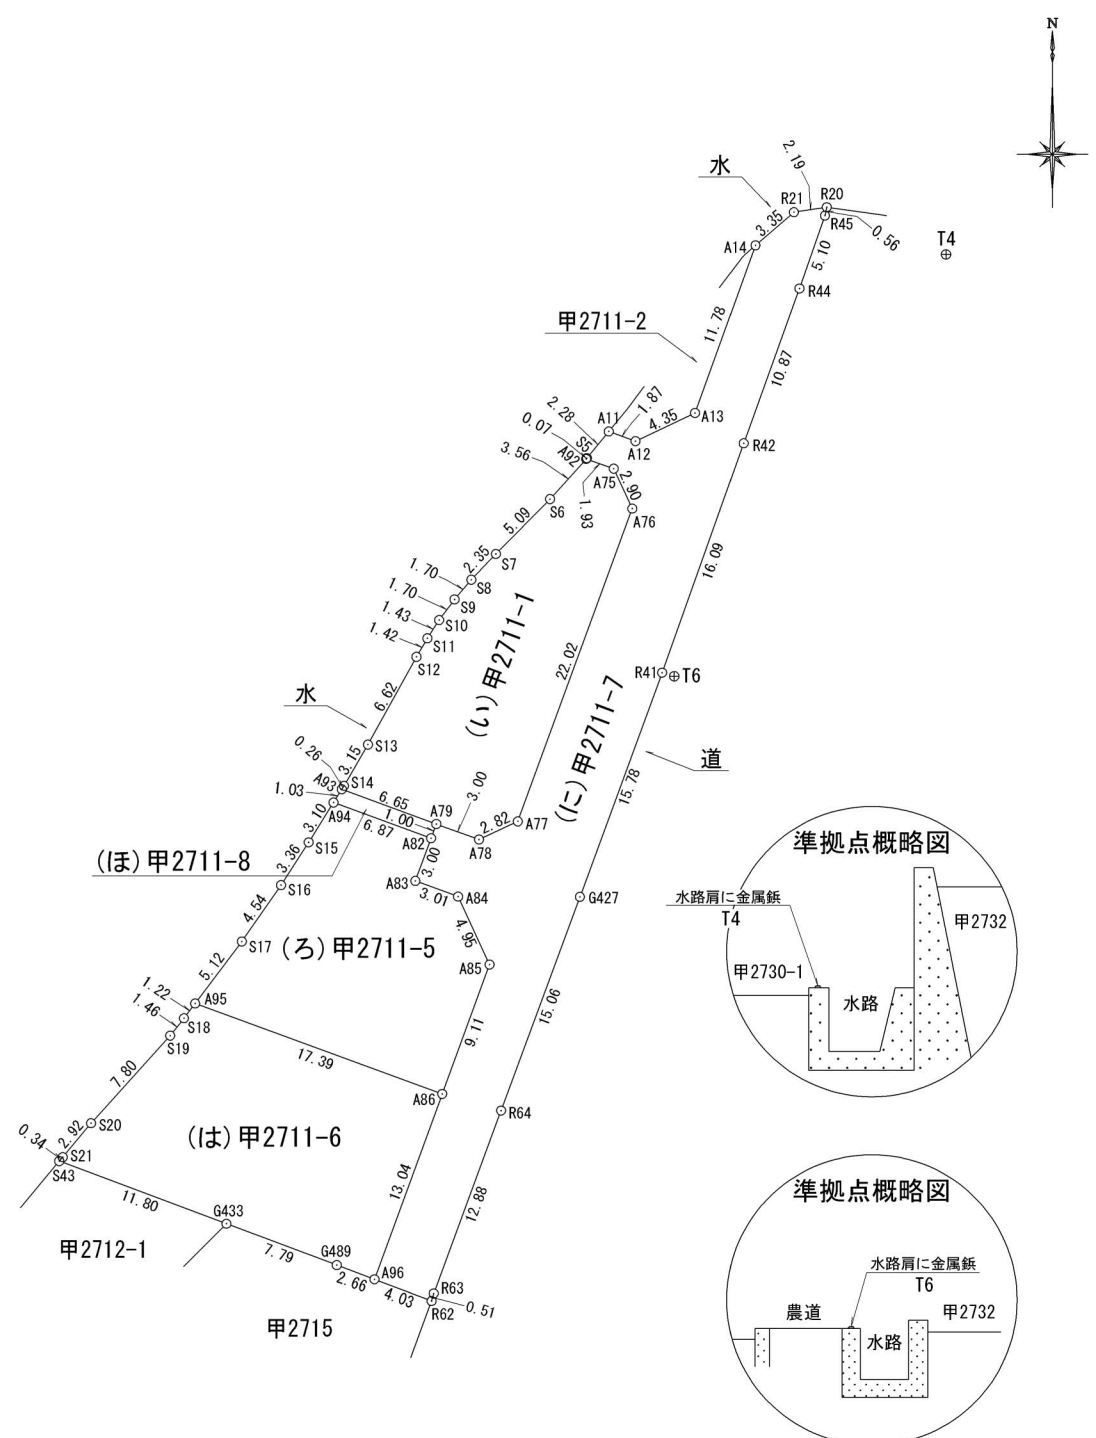 N
水
2.19
R21
R20
R45
3.35
0.56
A14
5.10
T4
R44
甲2711-2
11.78
10.87
2.28
A11
1.87
4.35
A13
0.07
S5
A92
A12
R42
3.56
A75
2.90
S6
1.93
A76
5.09
S7
2.35
1.70
S8
1.70
S9
16.09
1.43
S10
1.42
S11
S12
(い)甲2711-1
22.02
R41
T6
水
6.62
(に)甲2711-7
道
0.26
S13
3.15
15.78
A93
S14
1.03
6.65
A79
3.00
A94
1.00
2.82
A77
3.10
6.87
A82
A78
準拠点概略図
S15
(ほ)甲2711-8
3.36
3.00
S16
A83
3.01
A84
G427
水路肩に金属鋲
T4
甲2732
4.54
4.95
S17
(ろ)甲2711-5
A85
甲2730-1
5.12
水路
1.22
A95
1.46
S18
15.06
S19
9.11
17.39
7.80
A86
R64
S20
0.34
2.92
(は)甲2711-6
S21
S43
13.04
準拠点概略図
11.80
12.88
G433
甲2712-1
7.79
G489
水路肩に金属鋲
T6
2.66
A96
R63
4.03
0.51
R62
農道
甲2732
甲2715
水路